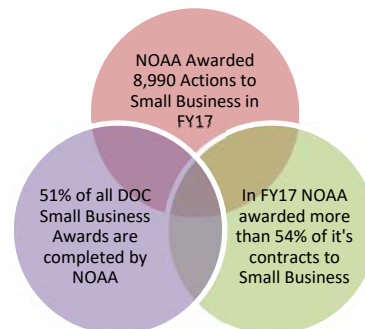 NOAA Awarded
8,990 Actions to
Small Business in
FY17
51% of all DOC
Small Business
Awards are
completed by
NOAA
In FY17 NOAA
awarded more
than 54% of it's
contracts to
Small Business